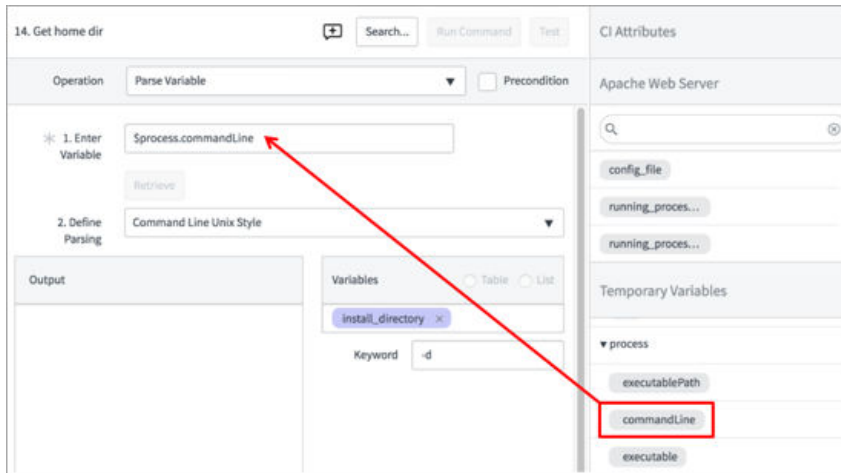 14. Get home dir
Search...
Run Command
Test
Operation
Parse Variable
Precondition
* 1. Enter
Variable
$process.commandLine
Retrieve
2. Define
Parsing
Command Line Unix Style
Output
Variables
Table
List
install_directory ×
Keyword
-d
CI Attributes
Apache Web Server
config_file
running_proces...
running_proces...
Temporary Variables
▾ process
executablePath
commandLine
executable